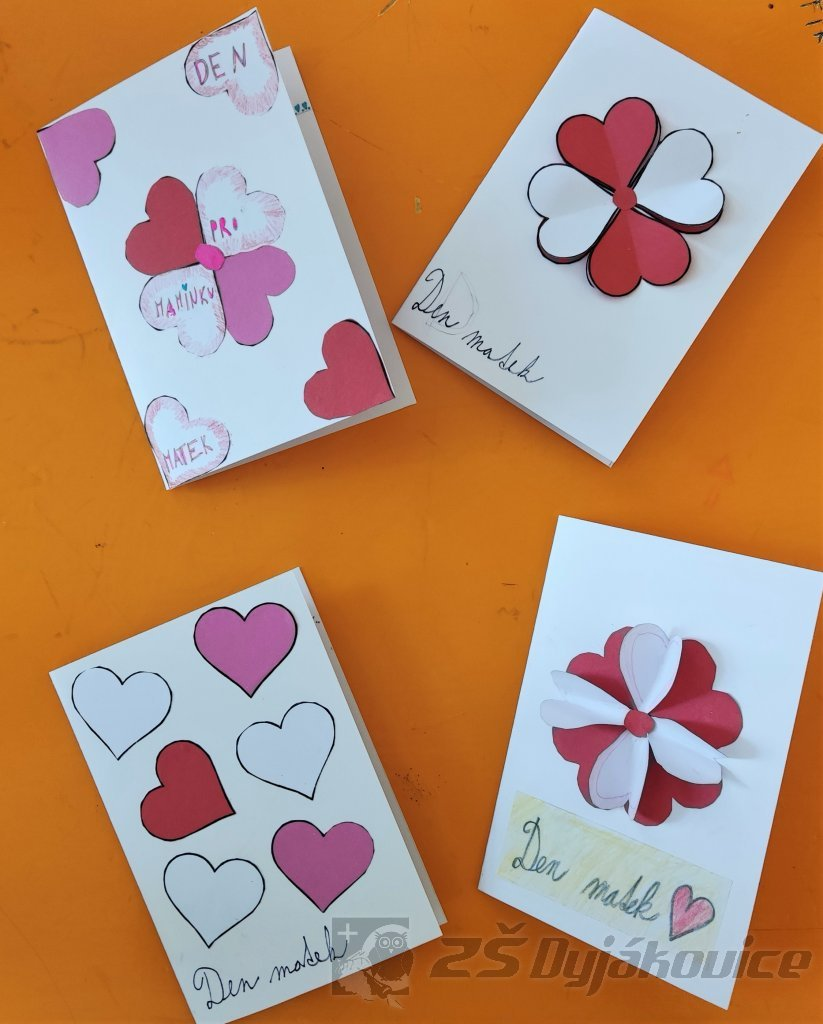 DEN
PRO
MAMINKU
MATEK
Den matek
Den matek
Den matek
ZŠ Dyjákovice